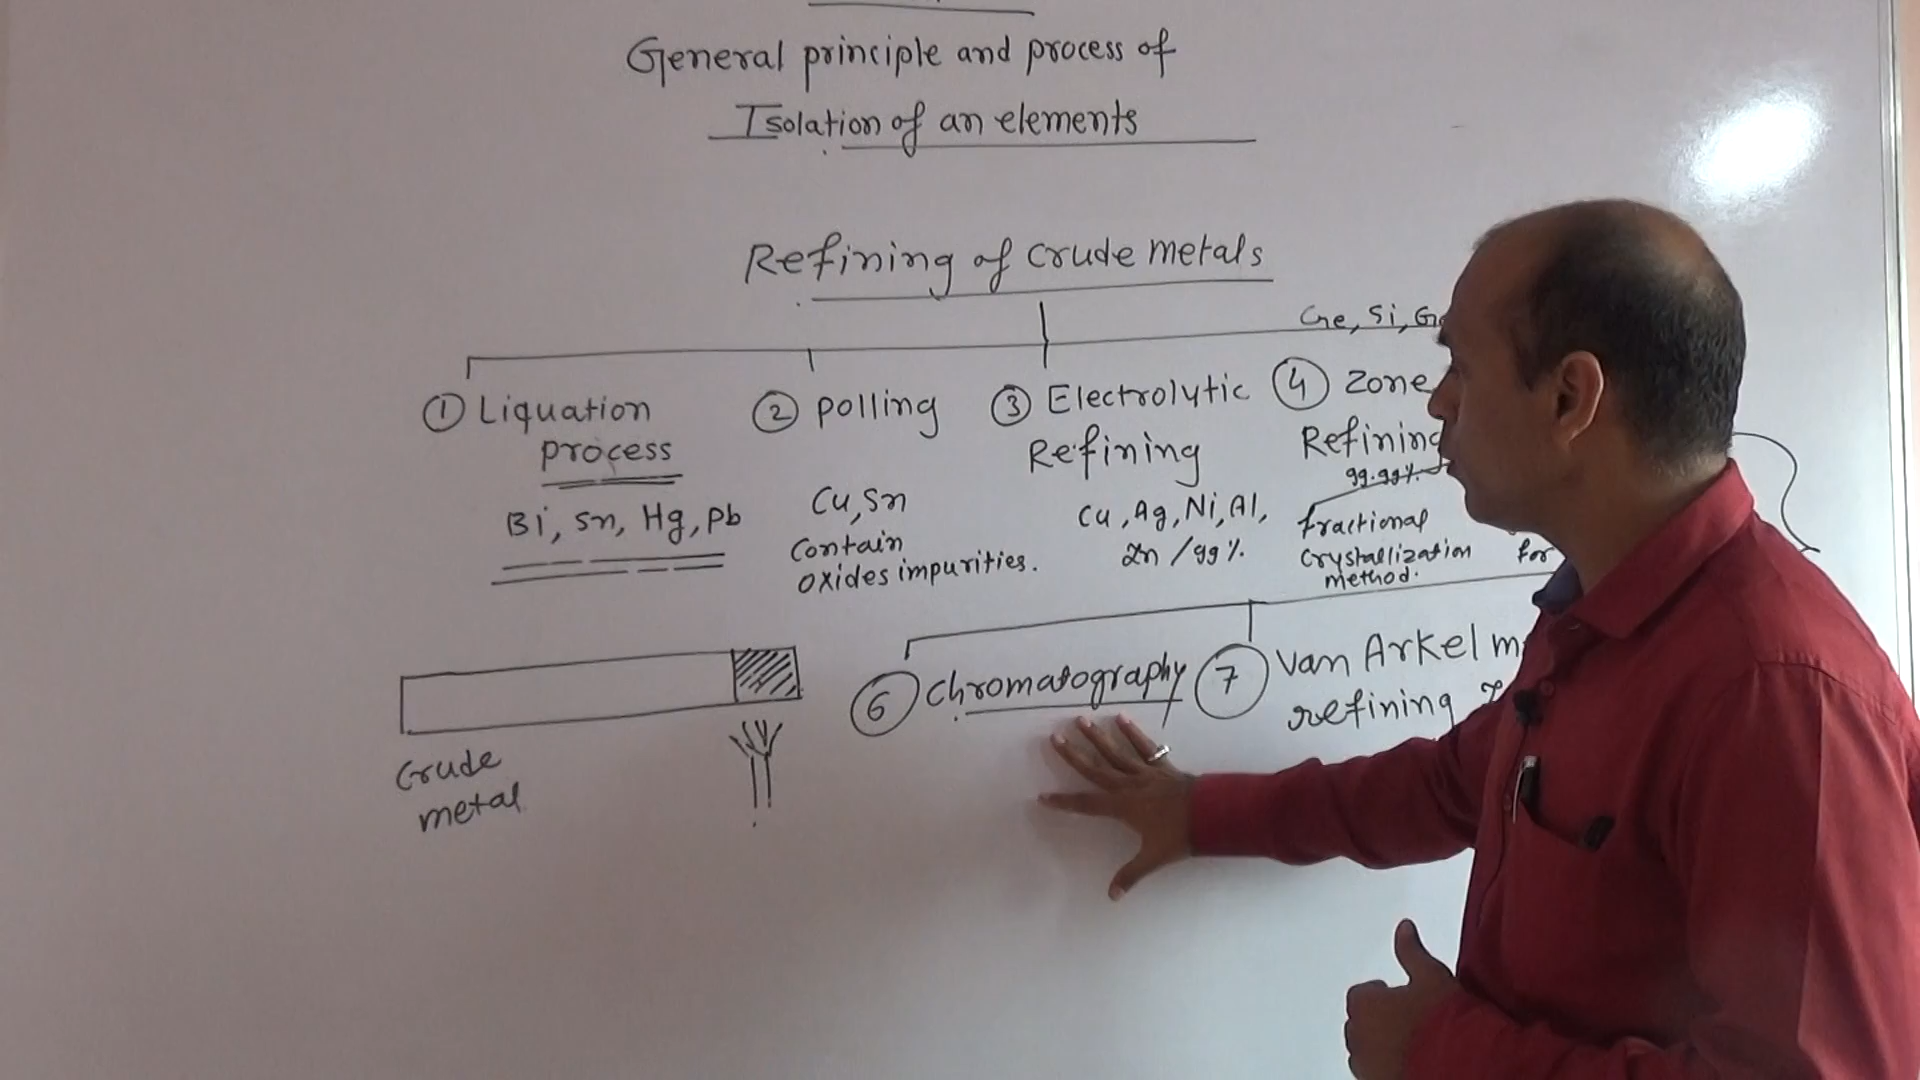 General principle and process of
Isolation of an elements
Refining of crude metals
Ge, Si, Ga
① Liquation
process
Bi, Sn, Hg, pb
② polling
Cu, Sn
Contain
oxides impurities.
③ Electrolytic
Refining
Cu, Ag, Ni, Al,
Zn / 99%.
④ Zone
Refining
99.99%.
fractional
crystallization
method.
for
⑥ Chromatography
⑦ Van Arkel
refining
Crude
metal